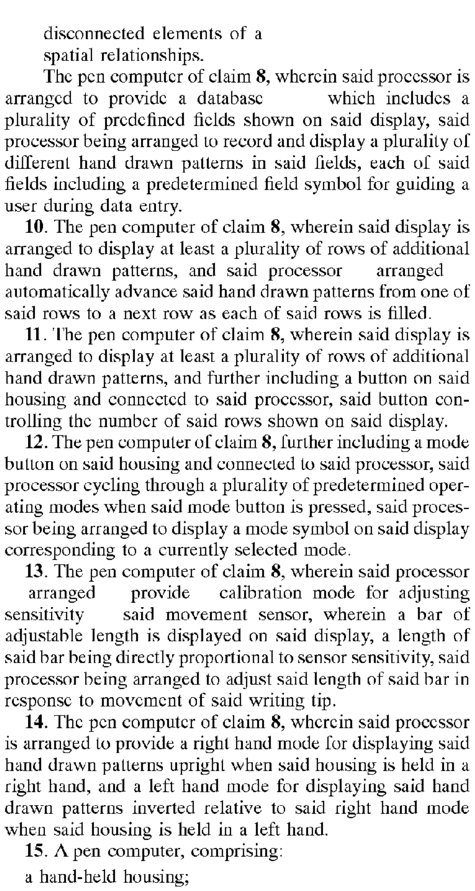 disconnected elements of a
spatial relationships.
The pen computer of claim 8, wherein said processor is
arranged to provide a database which includes a
plurality of predefined fields shown on said display, said
processor being arranged to record and display a plurality of
different hand drawn patterns in said fields, each of said
fields including a predetermined field symbol for guiding a
user during data entry.
10. The pen computer of claim 8, wherein said display is
arranged to display at least a plurality of rows of additional
hand drawn patterns, and said processor arranged
automatically advance said hand drawn patterns from one of
said rows to a next row as each of said rows is filled.
11. The pen computer of claim 8, wherein said display is
arranged to display at least a plurality of rows of additional
hand drawn patterns, and further including a button on said
housing and connected to said processor, said button con-
trolling the number of said rows shown on said display.
12. The pen computer of claim 8, further including a mode
button on said housing and connected to said processor, said
processor cycling through a plurality of predetermined oper-
ating modes when said mode button is pressed, said proces-
sor being arranged to display a mode symbol on said display
corresponding to a currently selected mode.
13. The pen computer of claim 8, wherein said processor
arranged provide calibration mode for adjusting
sensitivity said movement sensor, wherein a bar of
adjustable length is displayed on said display, a length of
said bar being directly proportional to sensor sensitivity, said
processor being arranged to adjust said length of said bar in
response to movement of said writing tip.
14. The pen computer of claim 8, wherein said processor
is arranged to provide a right hand mode for displaying said
hand drawn patterns upright when said housing is held in a
right hand, and a left hand mode for displaying said hand
drawn patterns inverted relative to said right hand mode
when said housing is held in a left hand.
15. A pen computer, comprising:
a hand-held housing;